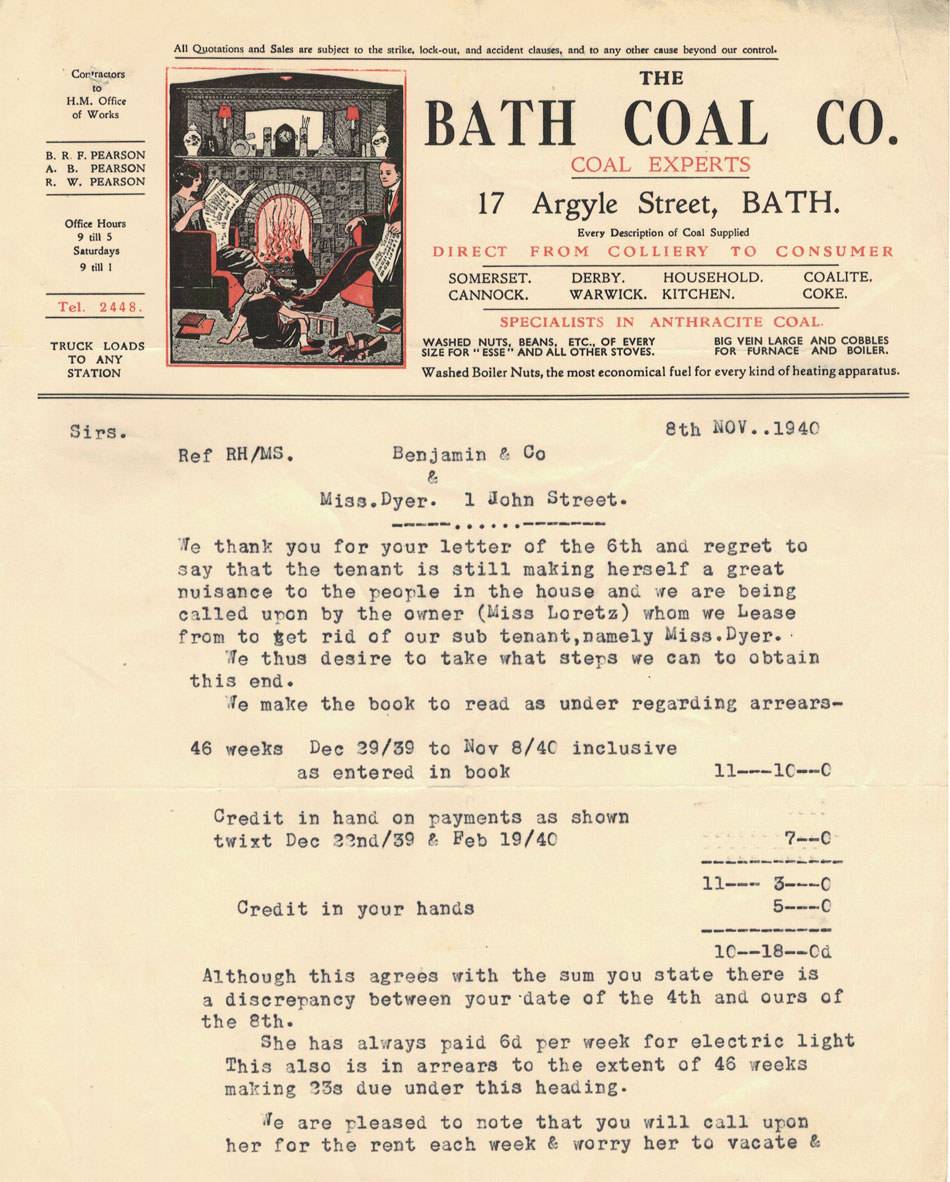 All Quotations and Sales are subject to the strike, lock-out, and accident clauses, and to any other cause beyond our control.
Contractors
to
H.M. Office
of Works
B. R. F. PEARSON
A. B. PEARSON
R. W. PEARSON
Office Hours
9 till 5
Saturdays
9 till 1
Tel. 2448.
TRUCK LOADS
TO ANY
STATION
THE
BATH COAL CO.
COAL EXPERTS
17 Argyle Street, BATH.
Every Description of Coal Supplied
DIRECT FROM COLLIERY TO CONSUMER
SOMERSET. DERBY. HOUSEHOLD. COALITE.
CANNOCK. WARWICK. KITCHEN. COKE.
SPECIALISTS IN ANTHRACITE COAL.
WASHED NUTS, BEANS, ETC., OF EVERY
SIZE FOR "ESSE" AND ALL OTHER STOVES.
BIG VEIN LARGE AND COBBLES
FOR FURNACE AND BOILER.
Washed Boiler Nuts, the most economical fuel for every kind of heating apparatus.
Sirs. 8th NOV..1940
Ref RH/MS. Benjamin & Co
&
Miss.Dyer. 1 John Street.
-----......-------
We thank you for your letter of the 6th and regret to
say that the tenant is still making herself a great
nuisance to the people in the house and we are being
called upon by the owner (Miss Loretz) whom we Lease
from to get rid of our sub tenant,namely Miss.Dyer.
We thus desire to take what steps we can to obtain
this end.
We make the book to read as under regarding arrears-
46 weeks Dec 29/39 to Nov 8/40 inclusive
as entered in book 11---10--0
Credit in hand on payments as shown
twixt Dec 22nd/39 & Feb 19/40 7--0
11--- 3---0
Credit in your hands 5---0
10--18--0d
Although this agrees with the sum you state there is
a discrepancy between your date of the 4th and ours of
the 8th.
She has always paid 6d per week for electric light
This also is in arrears to the extent of 46 weeks
making 23s due under this heading.
We are pleased to note that you will call upon
her for the rent each week & worry her to vacate &